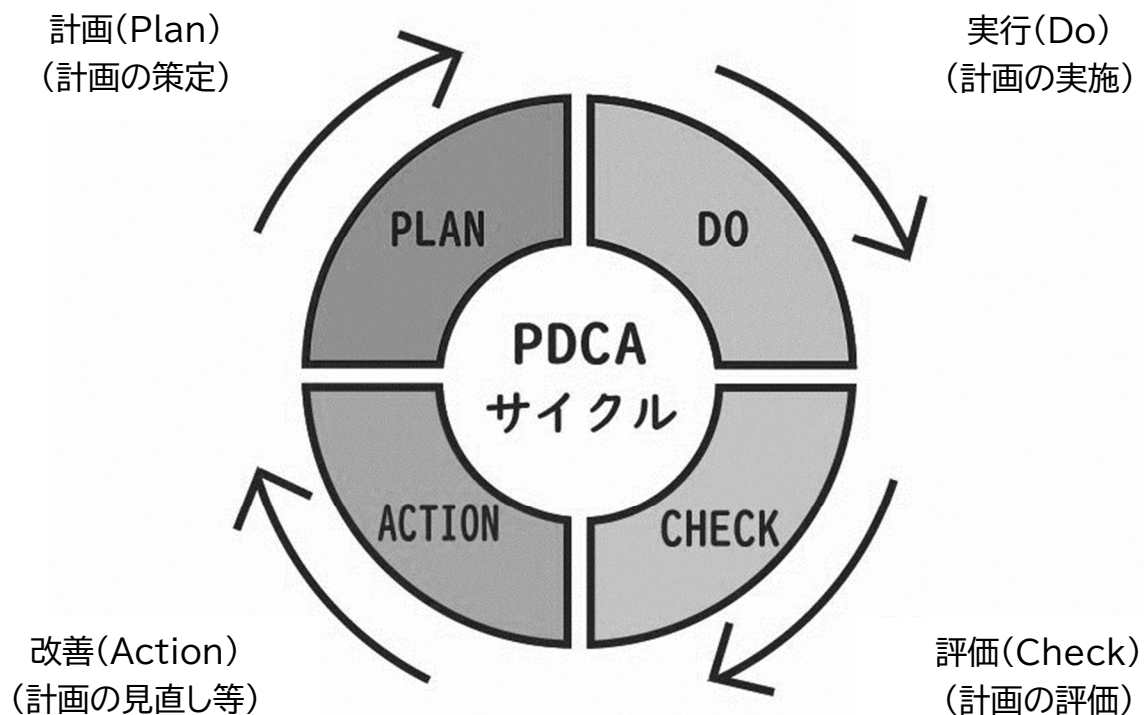 計画(Plan)
(計画の策定)
実行(Do)
(計画の実施)
PLAN
DO
PDCA
サイクル
ACTION
CHECK
改善(Action)
(計画の見直し等)
評価(Check)
(計画の評価)